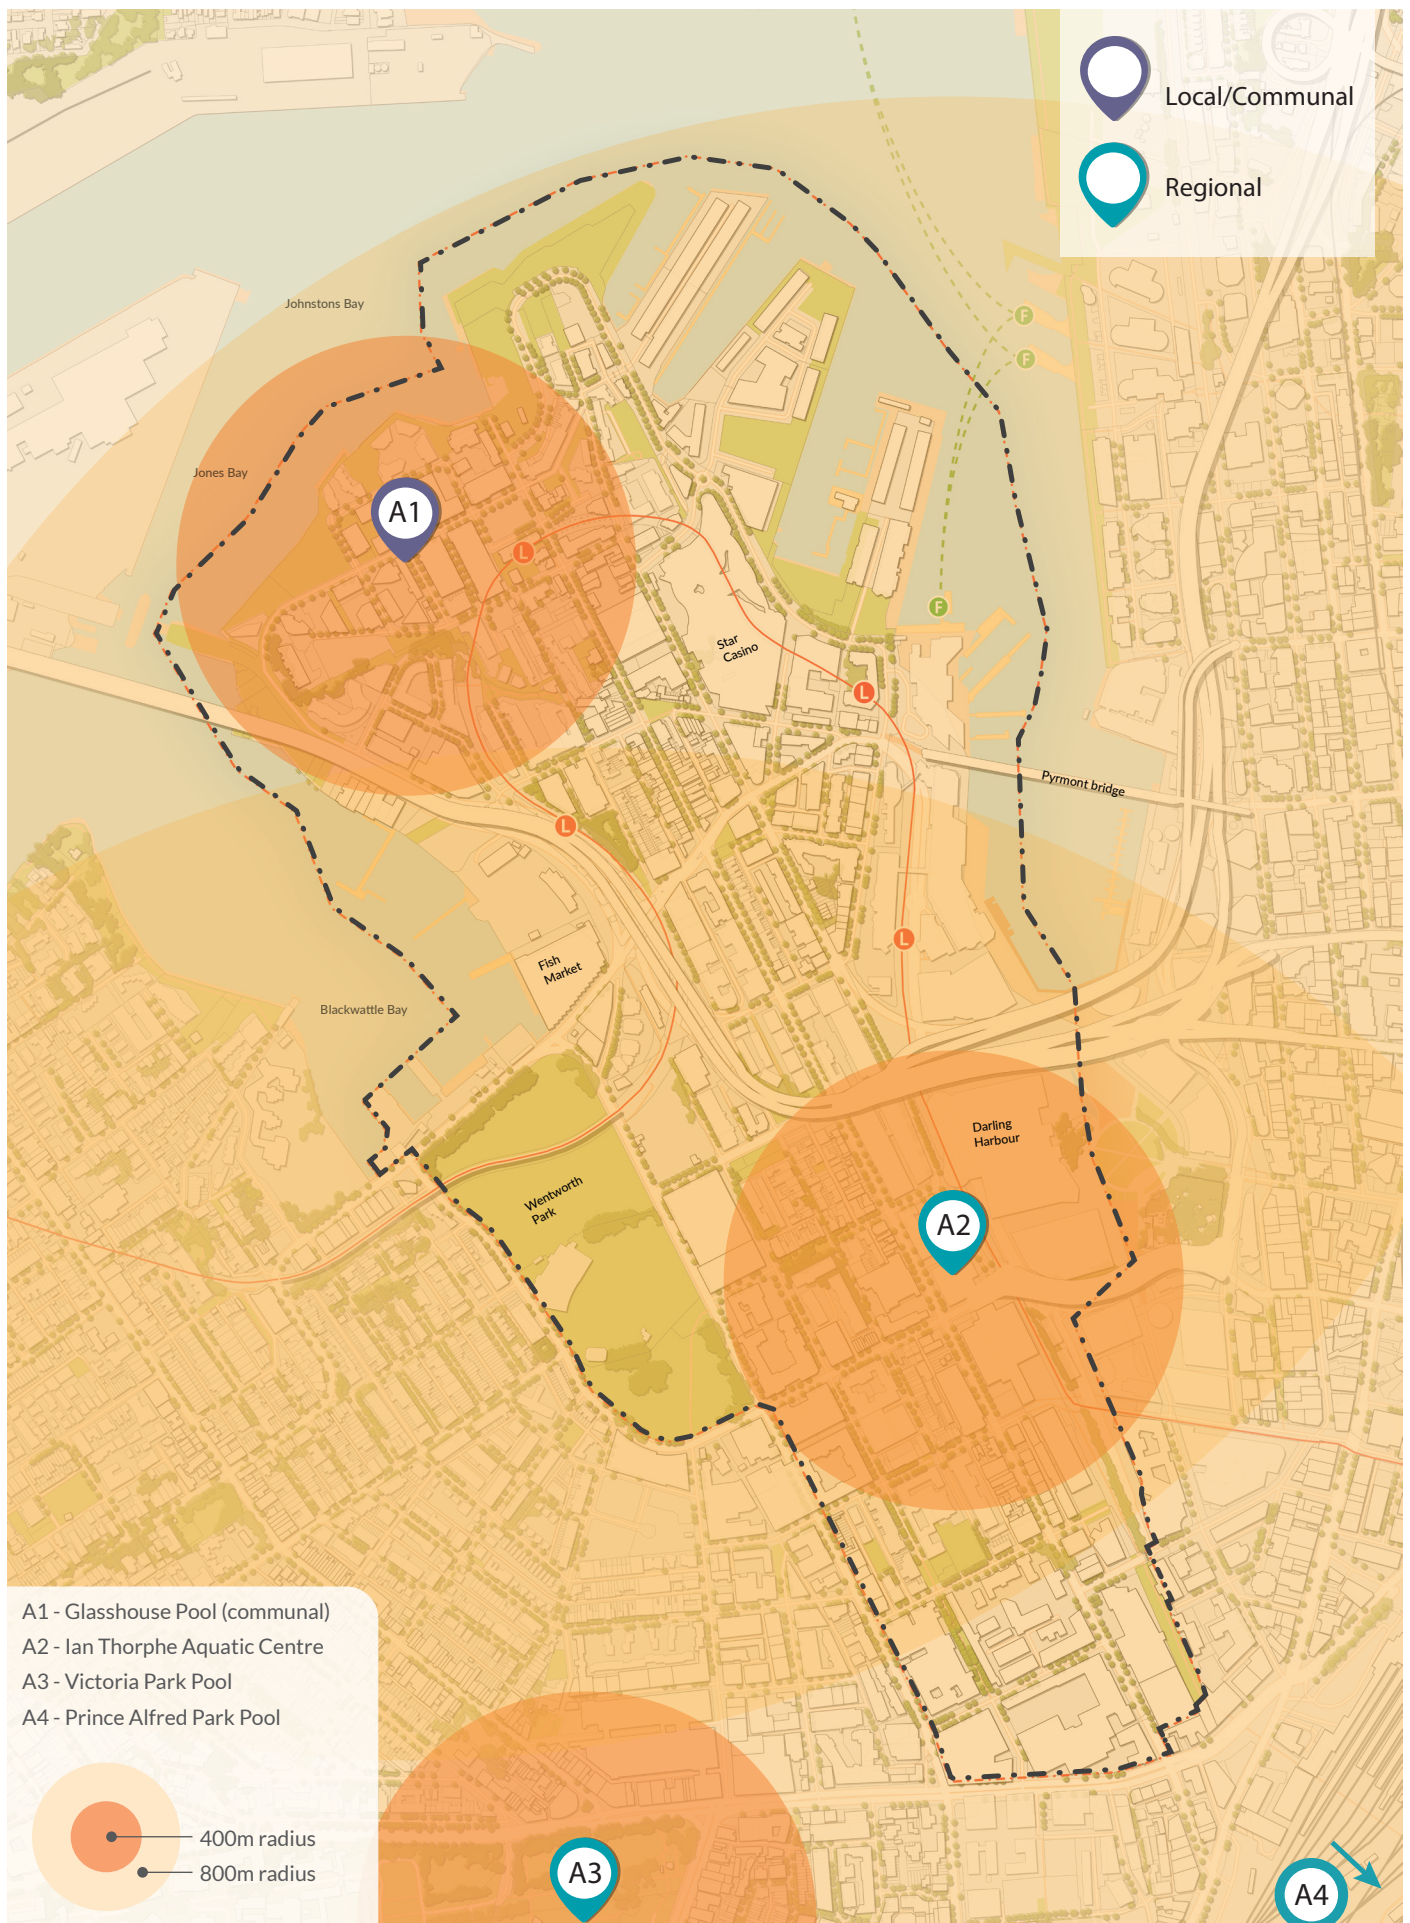 Local/Communal
Regional
Johnstons Bay
F
F
Jones Bay
A1
L
F
Star
Casino
L
Pyrmont bridge
L
L
Fish
Market
Blackwattle Bay
Darling
Harbour
Wentworth
Park
A2
A1 - Glasshouse Pool (communal)
A2 - Ian Thorphe Aquatic Centre
A3 - Victoria Park Pool
A4 - Prince Alfred Park Pool
400m radius
800m radius
A3
A4